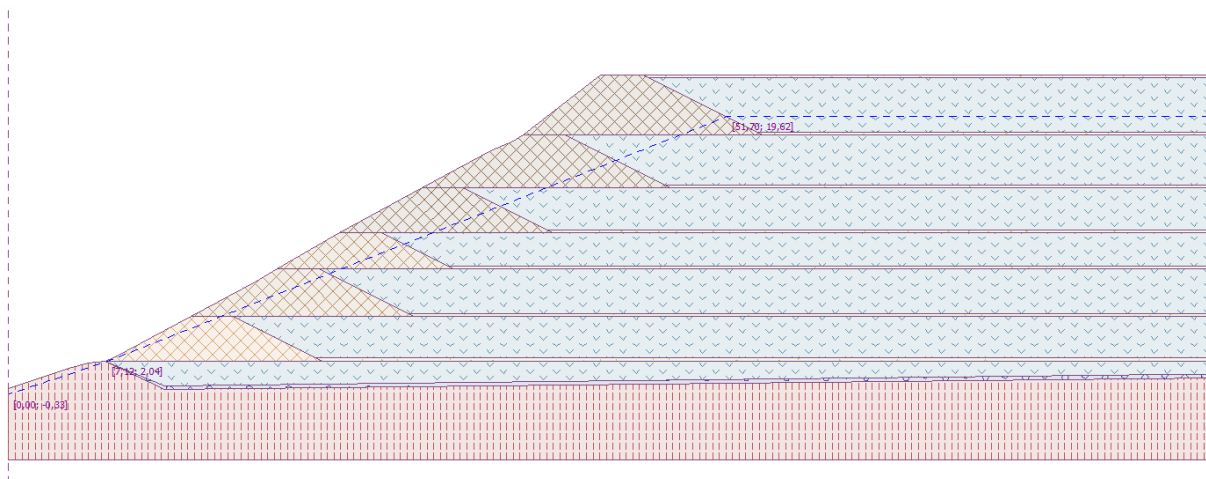 [51,70; 19,62]
[7,12; 2,04]
[0,00; -0,33]